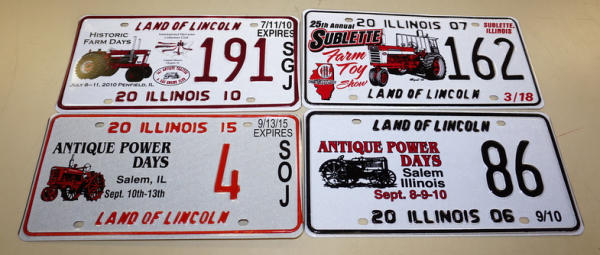 LAND OF LINCOLN
HISTORIC
FARM DAYS
July 8-11, 2010 PENFIELD, IL
191
7/11/10
EXPIRES
SGJ
20 ILLINOIS 10
25th Annual
20 ILLINOIS 07
SUBLETTE,
ILLINOIS
SUBLETTE
Farm
Toy
Show
162
LAND OF LINCOLN
3/18
20 ILLINOIS 15
9/13/15
EXPIRES
ANTIQUE POWER
DAYS
Salem, IL
Sept. 10th-13th
4
SOJ
LAND OF LINCOLN
LAND OF LINCOLN
ANTIQUE POWER
DAYS
Salem
Illinois
Sept. 8-9-10
86
20 ILLINOIS 06
9/10